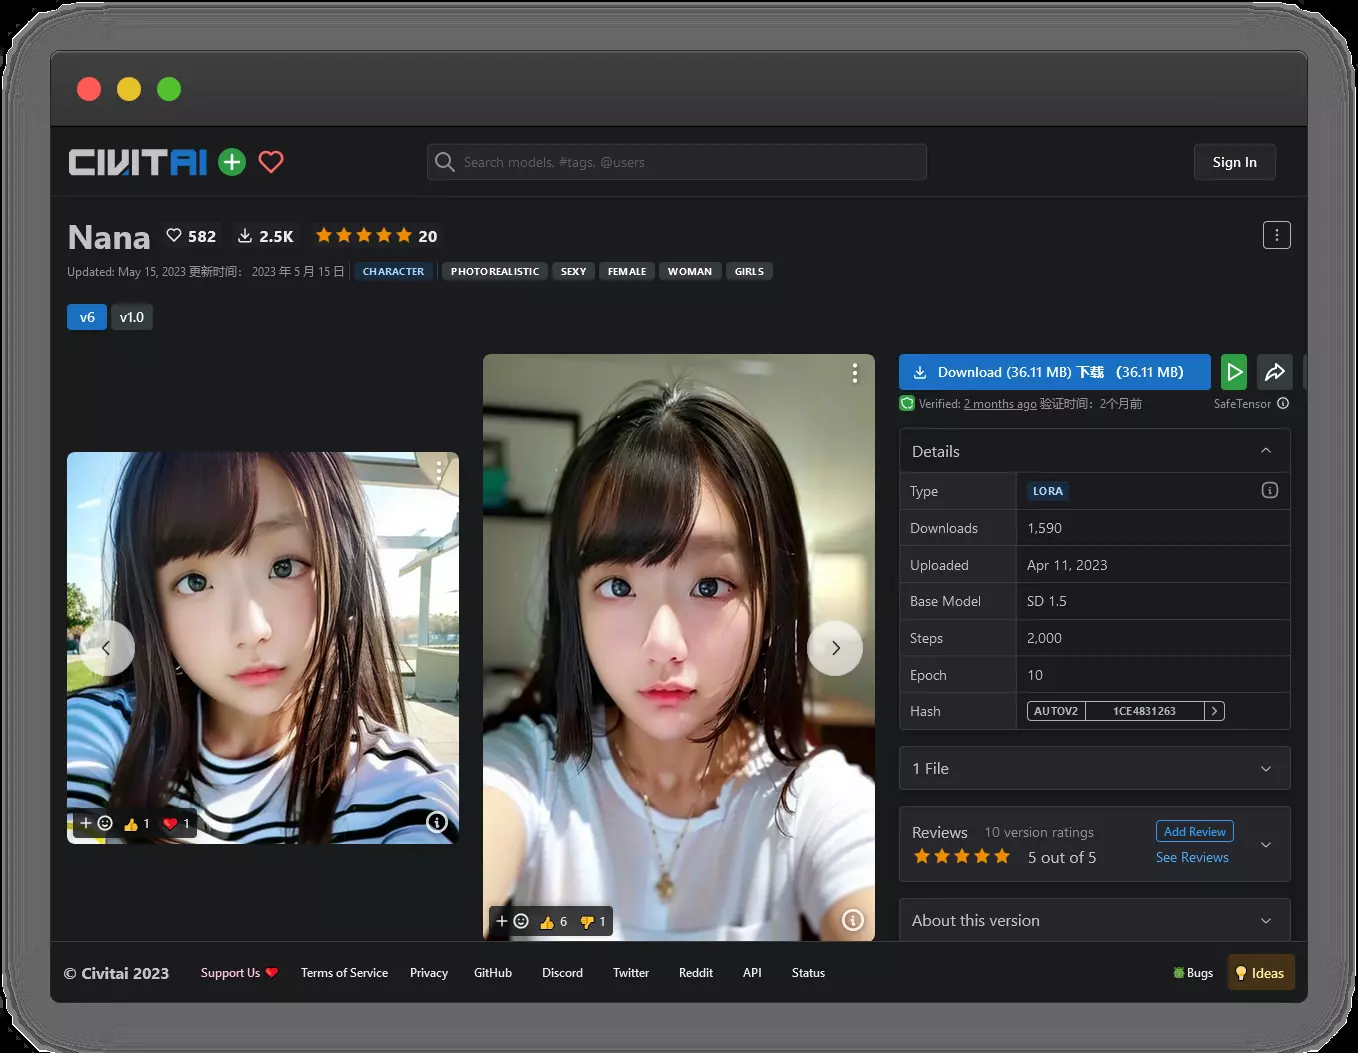 CIVITAI
Search models, #tags, @users
Sign In
Nana 582 2.5K 20
Updated: May 15, 2023 更新时间： 2023 年 5 月 15 日 CHARACTER PHOTOREALISTIC SEXY FEMALE WOMAN GIRLS
v6 v1.0
Download (36.11 MB) 下载 （36.11 MB）
Verified: 2 months ago 验证时间：2个月前 SafeTensor
Details
Type LORA
Downloads 1,590
Uploaded Apr 11, 2023
Base Model SD 1.5
Steps 2,000
Epoch 10
Hash AUTOV2 1CE4831263
1 File
Reviews 10 version ratings Add Review
5 out of 5 See Reviews
About this version
1 1
6 1
© Civitai 2023 Support Us Terms of Service Privacy GitHub Discord Twitter Reddit API Status Bugs Ideas